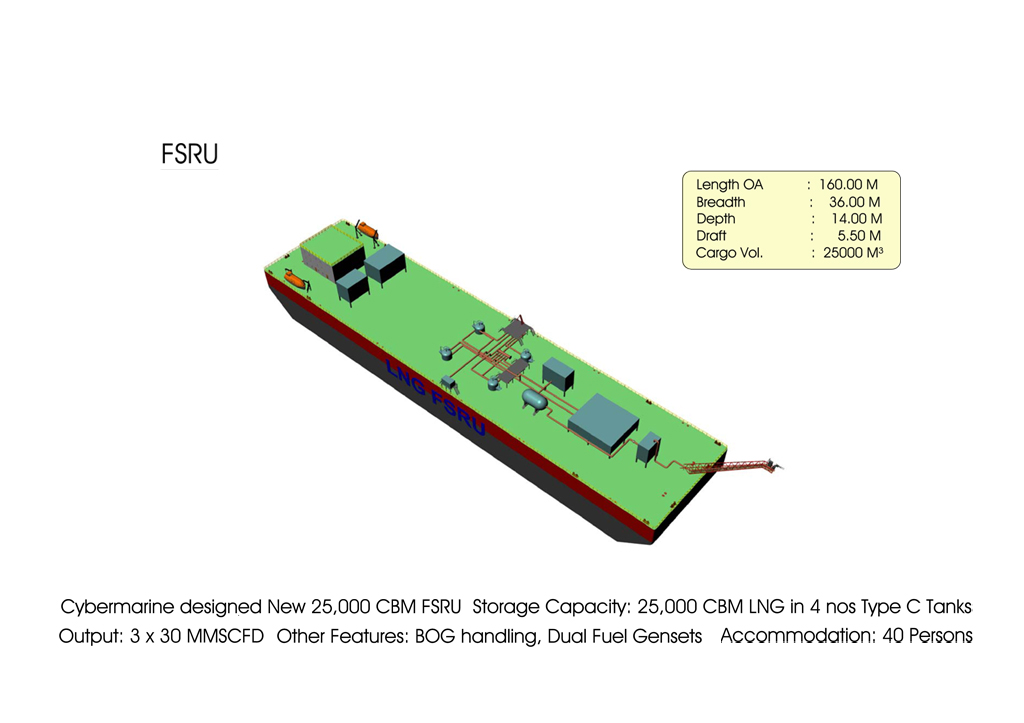 FSRU
Length OA : 160.00 M
Breadth : 36.00 M
Depth : 14.00 M
Draft : 5.50 M
Cargo Vol. : 25000 M³
LNG FSRU
Cybermarine designed New 25,000 CBM FSRU Storage Capacity: 25,000 CBM LNG in 4 nos Type C Tanks
Output: 3 x 30 MMSCFD Other Features: BOG handling, Dual Fuel Gensets Accommodation: 40 Persons